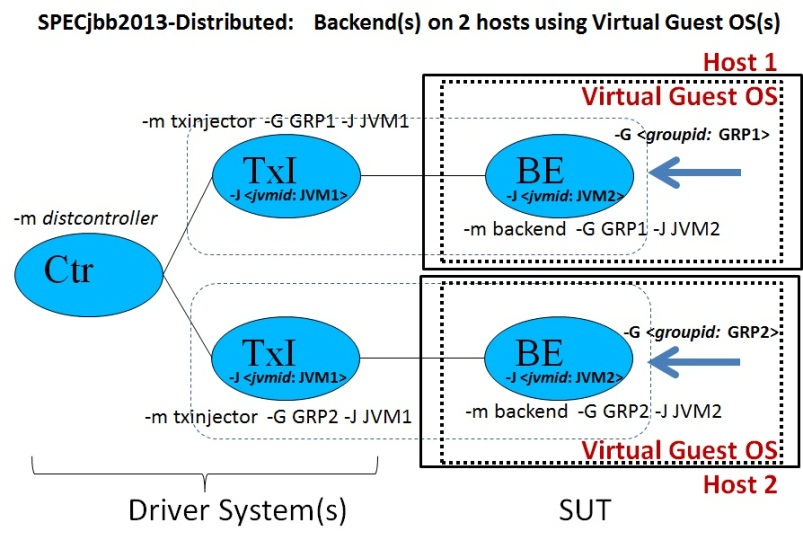 SPECjbb2013-Distributed: Backend(s) on 2 hosts using Virtual Guest OS(s)
Host 1
Virtual Guest OS
-m txinjector -G GRP1 -J JVM1
-G <groupid: GRP1>
TxI
-J <jvmid: JVM1>
BE
-J <jvmid: JVM2>
-m distcontroller
-m backend -G GRP1 -J JVM2
Ctr
-G <groupid: GRP2>
TxI
-J <jvmid: JVM1>
BE
-J <jvmid: JVM2>
-m txinjector -G GRP2 -J JVM1
-m backend -G GRP2 -J JVM2
Virtual Guest OS
Host 2
Driver System(s)
SUT